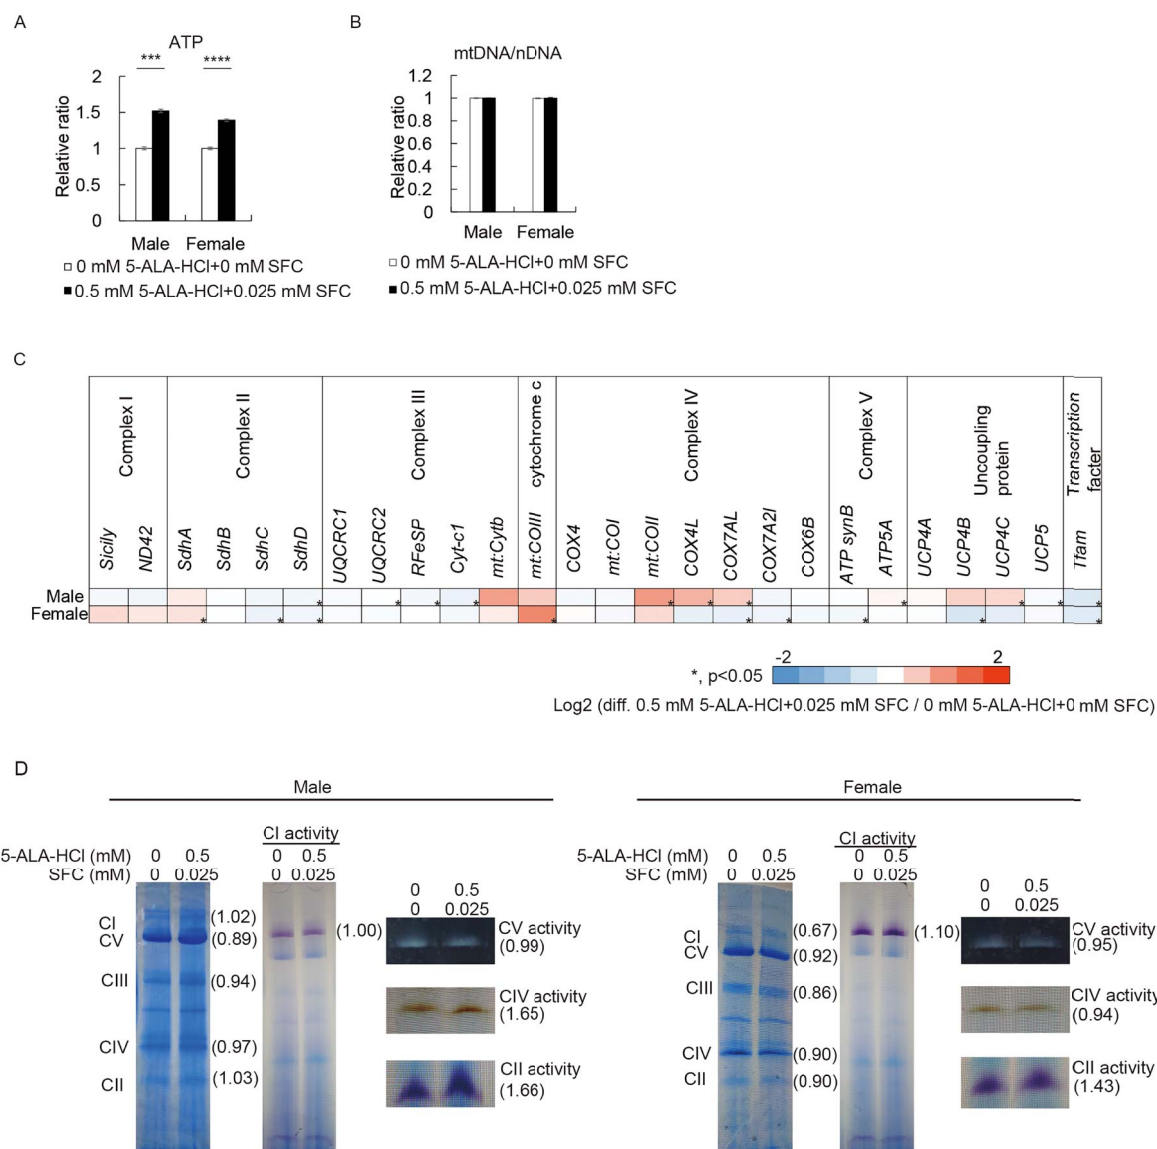 A
ATP
***
****
2
1.5
1
0.5
0
Relative ratio
Male Female
0 mM 5-ALA-HCl+0 mM SFC
0.5 mM 5-ALA-HCl+0.025 mM SFC
B
mtDNA/nDNA
1.2
1
0.8
0.6
0.4
0.2
0
Relative ratio
Male Female
0 mM 5-ALA-HCl+0 mM SFC
0.5 mM 5-ALA-HCl+0.025 mM SFC
C
Complex I
Complex II
Complex III
cytochrome c
Complex IV
Complex V
Uncoupling
protein
Transcription
facter
Sicily
ND42
SdhA
SdhB
SdhC
SdhD
UQCRC1
UQCRC2
RFeSP
Cyt-c1
mt:Cytb
mt:COIII
COX4
mt:COI
mt:COII
COX4L
COX7AL
COX7A2l
COX6B
ATP synB
ATP5A
UCP4A
UCP4B
UCP4C
UCP5
Tfam
Male * * * * * * * * * * *
Female * * * * * * * * * *
-2 2
*, p<0.05
Log2 (diff. 0.5 mM 5-ALA-HCl+0.025 mM SFC / 0 mM 5-ALA-HCl+0 mM SFC)
D
Male
CI activity
5-ALA-HCl (mM) 0 0.5 0 0.5
SFC (mM) 0 0.025 0 0.025
0 0.5
0 0.025
CI (1.02)
CV (0.89)
CIII (0.94)
CIV (0.97)
CII (1.03)
(1.00)
CV activity
(0.99)
CIV activity
(1.65)
CII activity
(1.66)
Female
CI activity
5-ALA-HCl (mM) 0 0.5 0 0.5
SFC (mM) 0 0.025 0 0.025
0 0.5
0 0.025
CI (0.67)
CV (0.92)
CIII (0.86)
CIV (0.90)
CII (0.90)
(1.10)
CV activity
(0.95)
CIV activity
(0.94)
CII activity
(1.43)